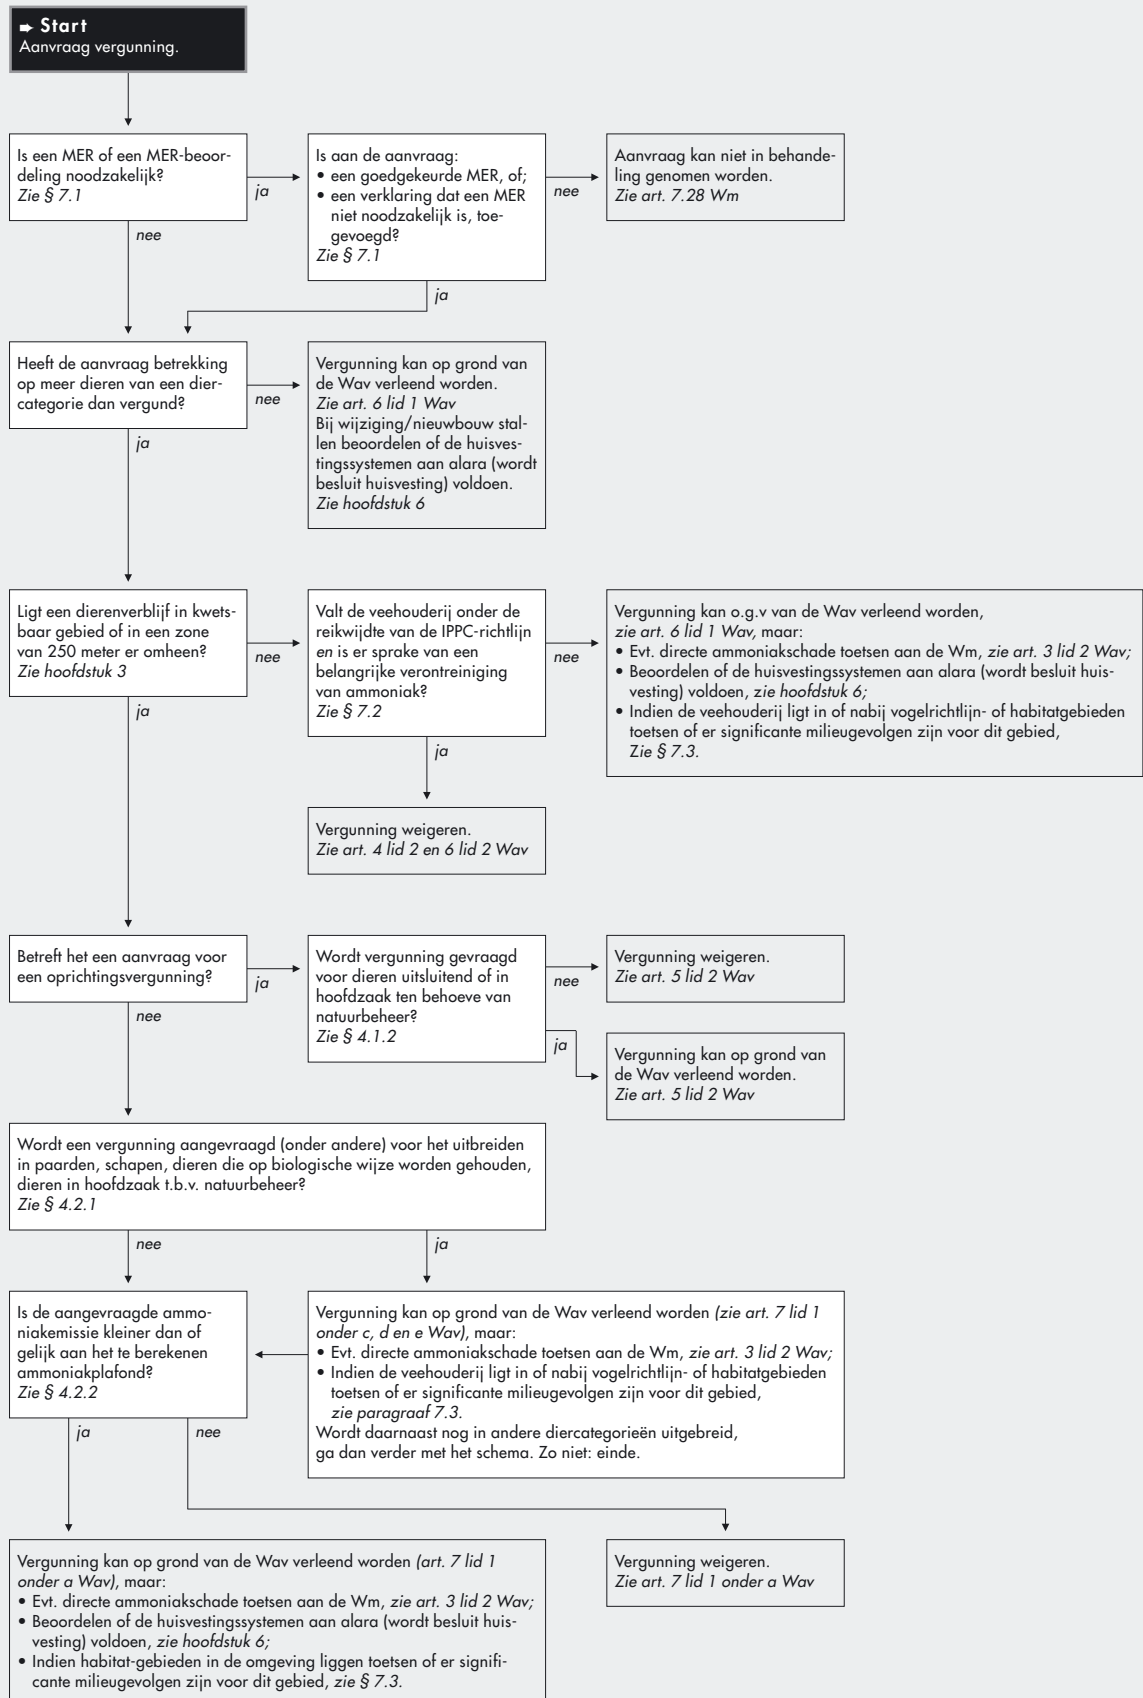 ➨ Start
Aanvraag vergunning.
Is een MER of een MER-beoor-
deling noodzakelijk?
Zie § 7.1
ja
Is aan de aanvraag:
• een goedgekeurde MER, of;
• een verklaring dat een MER
niet noodzakelijk is, toe-
gevoegd?
Zie § 7.1
nee
Aanvraag kan niet in behande-
ling genomen worden.
Zie art. 7.28 Wm
nee
ja
Heeft de aanvraag betrekking
op meer dieren van een dier-
categorie dan vergund?
nee
Vergunning kan op grond van
de Wav verleend worden.
Zie art. 6 lid 1 Wav
Bij wijziging/nieuwbouw stal-
len beoordelen of de huisves-
tingssystemen aan alara (wordt
besluit huisvesting) voldoen.
Zie hoofdstuk 6
ja
Ligt een dierenverblijf in kwets-
baar gebied of in een zone
van 250 meter er omheen?
Zie hoofdstuk 3
nee
Valt de veehouderij onder de
reikwijdte van de IPPC-richtlijn
en is er sprake van een
belangrijke verontreiniging
van ammoniak?
Zie § 7.2
nee
Vergunning kan o.g.v van de Wav verleend worden,
zie art. 6 lid 1 Wav, maar:
• Evt. directe ammoniakschade toetsen aan de Wm, zie art. 3 lid 2 Wav;
• Beoordelen of de huisvestingssystemen aan alara (wordt besluit huis-
vesting) voldoen, zie hoofdstuk 6;
• Indien de veehouderij ligt in of nabij vogelrichtlijn- of habitatgebieden
toetsen of er significante milieugevolgen zijn voor dit gebied,
Zie § 7.3.
ja
ja
Vergunning weigeren.
Zie art. 4 lid 2 en 6 lid 2 Wav
Betreft het een aanvraag voor
een oprichtingsvergunning?
ja
Wordt vergunning gevraagd
voor dieren uitsluitend of in
hoofdzaak ten behoeve van
natuurbeheer?
Zie § 4.1.2
nee
Vergunning weigeren.
Zie art. 5 lid 2 Wav
nee
ja
Vergunning kan op grond van
de Wav verleend worden.
Zie art. 5 lid 2 Wav
Wordt een vergunning aangevraagd (onder andere) voor het uitbreiden
in paarden, schapen, dieren die op biologische wijze worden gehouden,
dieren in hoofdzaak t.b.v. natuurbeheer?
Zie § 4.2.1
nee
ja
Is de aangevraagde ammo-
niakemissie kleiner dan of
gelijk aan het te berekenen
ammoniakplafond?
Zie § 4.2.2
Vergunning kan op grond van de Wav verleend worden (zie art. 7 lid 1
onder c, d en e Wav), maar:
• Evt. directe ammoniakschade toetsen aan de Wm, zie art. 3 lid 2 Wav;
• Indien de veehouderij ligt in of nabij vogelrichtlijn- of habitatgebieden
toetsen of er significante milieugevolgen zijn voor dit gebied,
zie paragraaf 7.3.
Wordt daarnaast nog in andere diercategorieën uitgebreid,
ga dan verder met het schema. Zo niet: einde.
ja
nee
Vergunning kan op grond van de Wav verleend worden (art. 7 lid 1
onder a Wav), maar:
• Evt. directe ammoniakschade toetsen aan de Wm, zie art. 3 lid 2 Wav;
• Beoordelen of de huisvestingssystemen aan alara (wordt besluit huis-
vesting) voldoen, zie hoofdstuk 6;
• Indien habitat-gebieden in de omgeving liggen toetsen of er signifi-
cante milieugevolgen zijn voor dit gebied, zie § 7.3.
Vergunning weigeren.
Zie art. 7 lid 1 onder a Wav